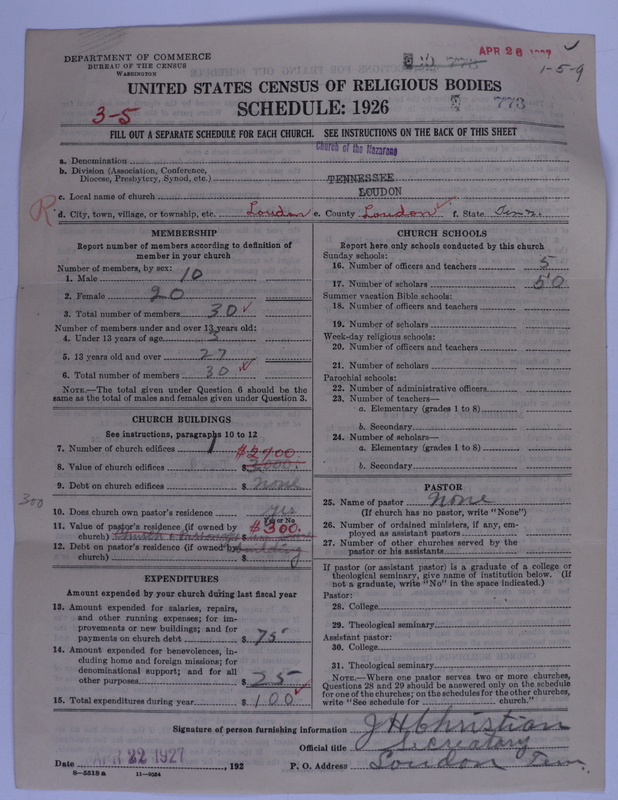 DEPARTMENT OF COMMERCE
BUREAU OF THE CENSUS
WASHINGTON
APR 26 1927
1-5-9
UNITED STATES CENSUS OF RELIGIOUS BODIES
SCHEDULE: 1926
773
3-5
FILL OUT A SEPARATE SCHEDULE FOR EACH CHURCH. SEE INSTRUCTIONS ON THE BACK OF THIS SHEET
a. Denomination Church of the Nazarene
b. Division (Association, Conference,
Diocese, Presbytery, Synod, etc.) TENNESSEE
c. Local name of church LOUDON
R. d. City, town, village, or township, etc. Loudon e. County Loudon f. State Tenn.
MEMBERSHIP
Report number of members according to definition of
member in your church
Number of members, by sex:
1. Male 10
2. Female 20
3. Total number of members 30
Number of members under and over 13 years old:
4. Under 13 years of age 3
5. 13 years old and over 27
6. Total number of members 30
NOTE.—The total given under Question 6 should be
same as the total of males and females given under Question 3.
CHURCH BUILDINGS
See instructions, paragraphs 10 to 12
7. Number of church edifices 1
$2700
8. Value of church edifices $ 3000.
9. Debt on church edifices $ none
300
10. Does church own pastor's residence yes
Yes or No
11. Value of pastor's residence (if owned by
church) Church & Parsonage $300.
12. Debt on pastor's residence (if owned by
church) building $
EXPENDITURES
Amount expended by your church during last fiscal year
13. Amount expended for salaries, repairs,
and other running expenses; for im-
provements or new buildings; and for
payments on church debt $ 75
14. Amount expended for benevolences, in-
cluding home and foreign missions; for
denominational support; and for all
other purposes $ 25
15. Total expenditures during year $ 100
CHURCH SCHOOLS
Report here only schools conducted by this church
Sunday schools:
16. Number of officers and teachers 5
17. Number of scholars 50
Summer vacation Bible schools:
18. Number of officers and teachers
19. Number of scholars
Week-day religious schools:
20. Number of officers and teachers
21. Number of scholars
Parochial schools:
22. Number of administrative officers
23. Number of teachers—
a. Elementary (grades 1 to 8)
b. Secondary
24. Number of scholars—
a. Elementary (grades 1 to 8)
b. Secondary
PASTOR
25. Name of pastor None
(If church has no pastor, write "None")
26. Number of ordained ministers, if any, em-
ployed as assistant pastors
27. Number of other churches served by the
pastor or his assistants
If pastor (or assistant pastor) is a graduate of a college or
theological seminary, give name of institution below. (If
not a graduate, write "No" in the space indicated.)
Pastor:
28. College
29. Theological seminary
Assistant pastor:
30. College
31. Theological seminary
NOTE.—Where one pastor serves two or more churches,
Questions 28 and 29 should be answered only on the schedule
for one of the churches; on the schedules for the other churches,
write "See schedule for church."
Signature of person furnishing information J H Christian
Official title Secreatary
Date APR 22 1927, 192 P. O. Address Loudon Tenn.
8-5518a 11-9054